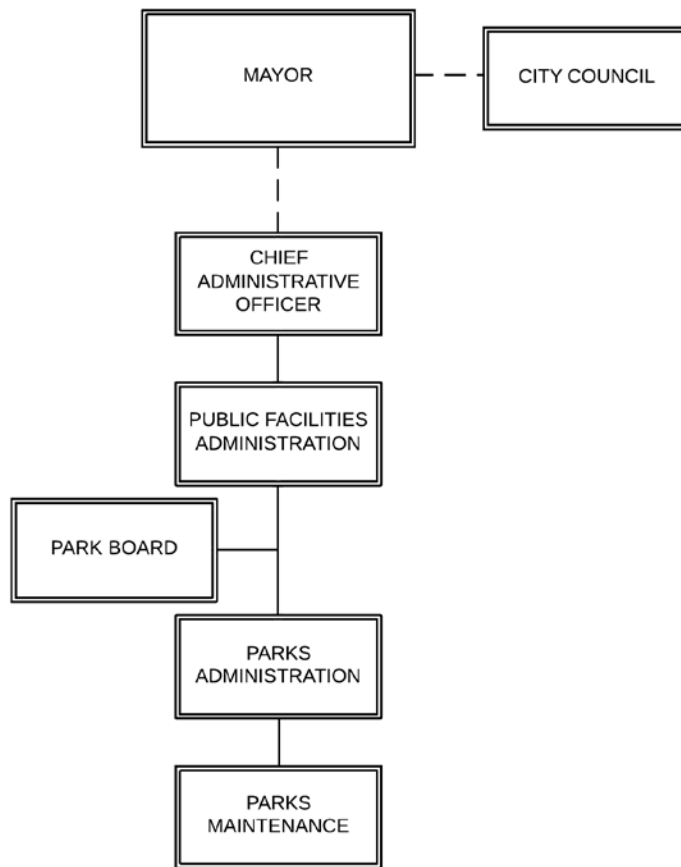 MAYOR
CITY COUNCIL
CHIEF
ADMINISTRATIVE
OFFICER
PUBLIC FACILITIES
ADMINISTRATION
PARK BOARD
PARKS
ADMINISTRATION
PARKS
MAINTENANCE